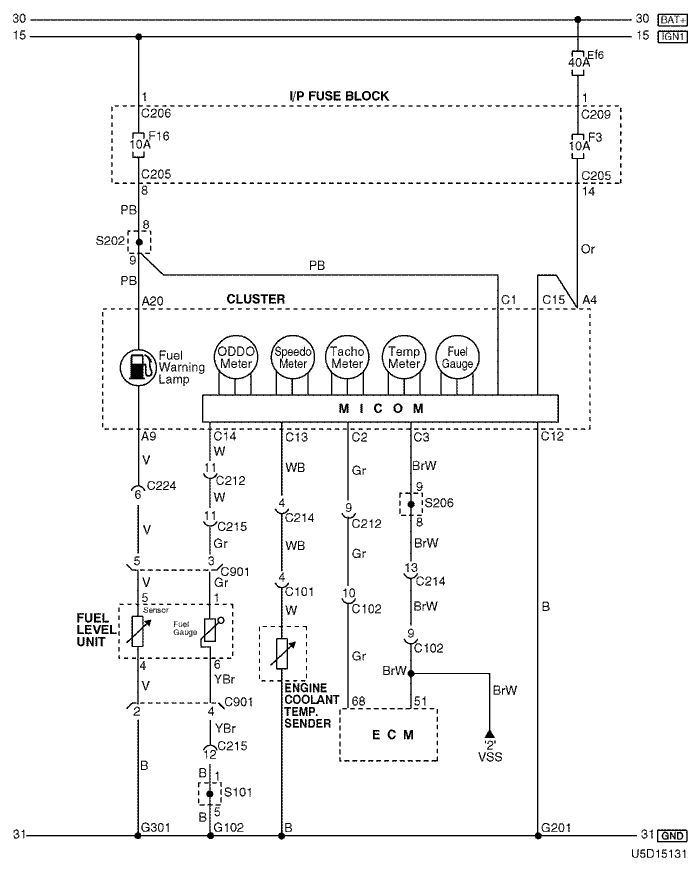 30 30 BAT+
15 15 IGN1
Ef6
40A
I/P FUSE BLOCK
1 1
C206 C209
F16 F3
10A 10A
C205 C205
8 14
PB
8
S202 Or
9
PB PB
A20 CLUSTER C1 C15 A4
Fuel Warning Lamp
ODDO Meter
Speedo Meter
Tacho Meter
Temp Meter
Fuel Gauge
M I C O M
A9 C14 C13 C2 C3 C12
V W WB Gr BrW
11 C212
9
C224 W 4 S206
6 C214 9 C212 8
V 11 C215 WB Gr BrW
Gr 13 C214
5 3 C901 4 C101 10 C102 BrW
V Gr W B
5 1
Sensor
Fuel Gauge
FUEL LEVEL UNIT
9 C102
4 6 Gr BrW
V YBr BrW
ENGINE COOLANT TEMP. SENDER
2 4 C901 68 51
YBr E C M 2
C215 VSS
12
B B 1
S101
B 5
31 G301 G102 B G201 31 GND
U5D15131